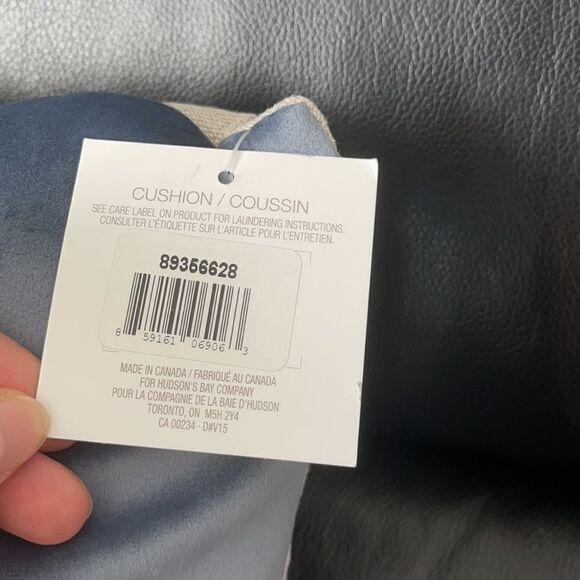 CUSHION / COUSSIN
SEE CARE LABEL ON PRODUCT FOR LAUNDERING INSTRUCTIONS.
CONSULTER L'ÉTIQUETTE SUR L'ARTICLE POUR L'ENTRETIEN.
89356628
8 59161 06906 3
MADE IN CANADA / FABRIQUÉ AU CANADA
FOR HUDSON'S BAY COMPANY
POUR LA COMPAGNIE DE LA BAIE D'HUDSON
TORONTO, ON M5H 2Y4
CA 00234 - D#V15